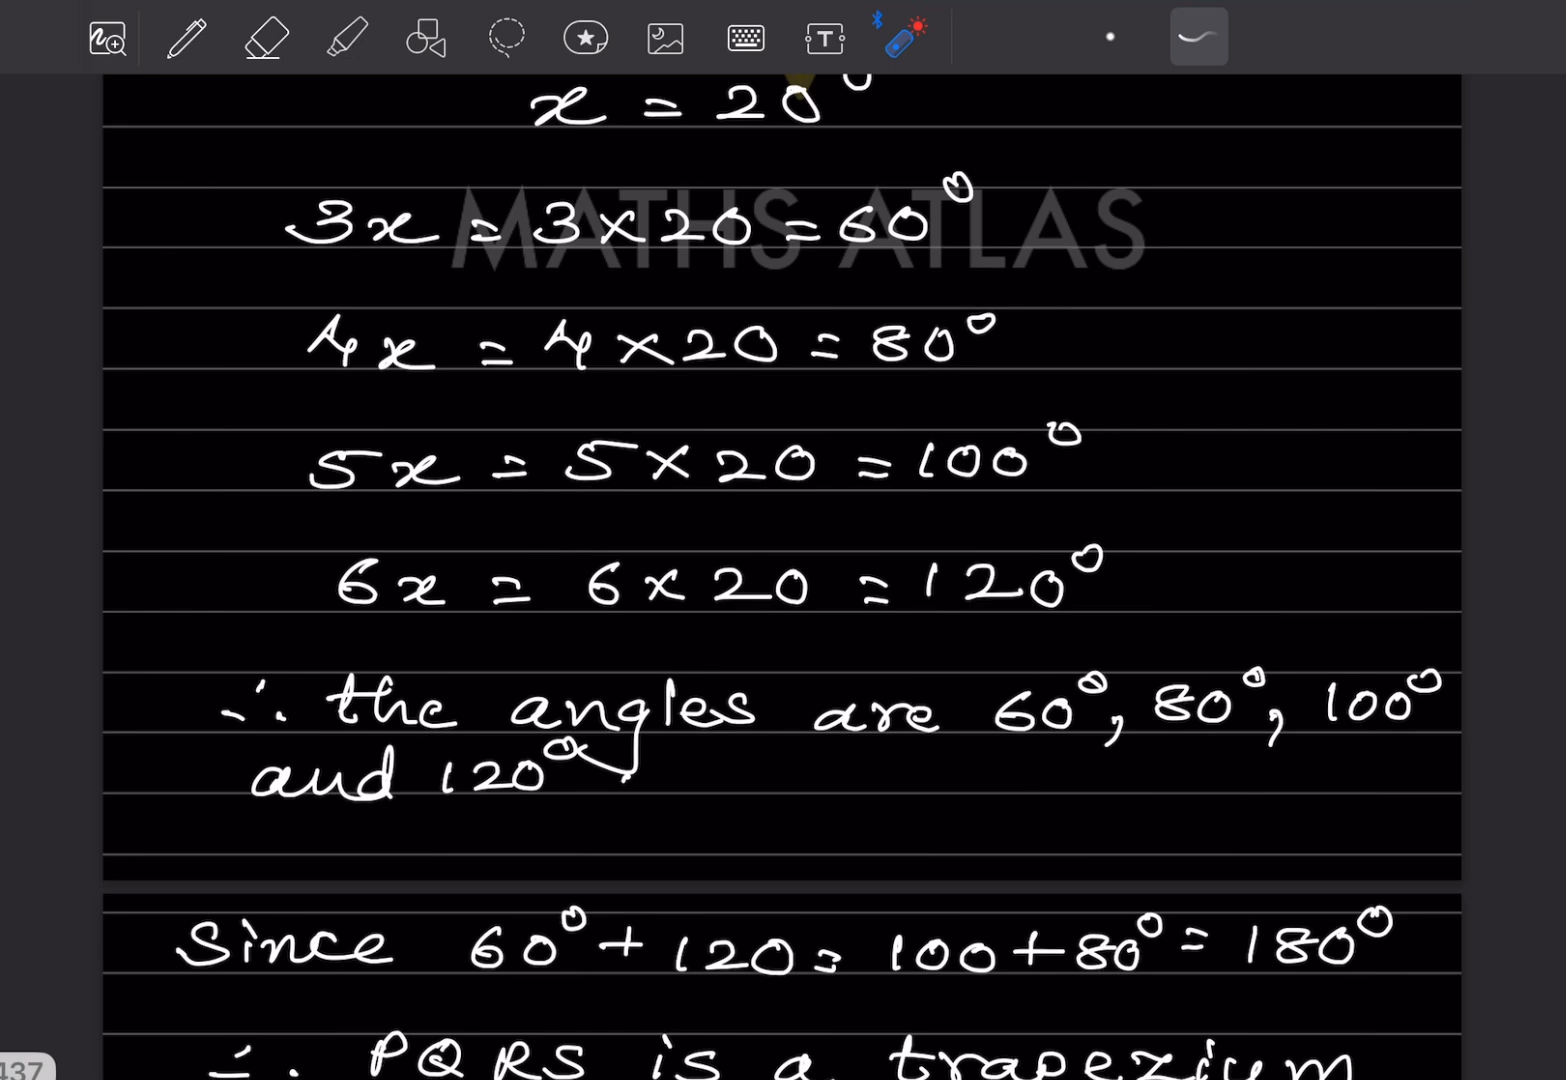 x = 20°
MATHS ATLAS
3x = 3 × 20 = 60°
4x = 4 × 20 = 80°
5x = 5 × 20 = 100°
6x = 6 × 20 = 120°
∴ the angles are 60°, 80°, 100°
and 120°
Since 60° + 120 = 100 + 80° = 180°
∴ PQRS is a trapezium
437